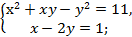 x² + xy − y² = 11,
x − 2y = 1;